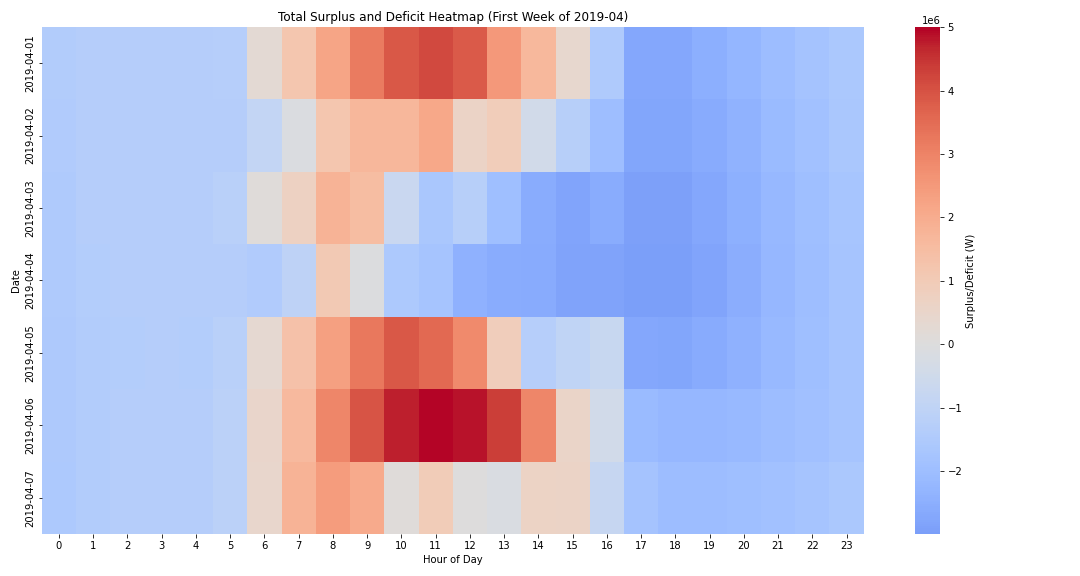 Total Surplus and Deficit Heatmap (First Week of 2019-04)
Date
2019-04-01
2019-04-02
2019-04-03
2019-04-04
2019-04-05
2019-04-06
2019-04-07
0 1 2 3 4 5 6 7 8 9 10 11 12 13 14 15 16 17 18 19 20 21 22 23
Hour of Day
1e6
5
4
3
2
1
0
−1
−2
Surplus/Deficit (W)